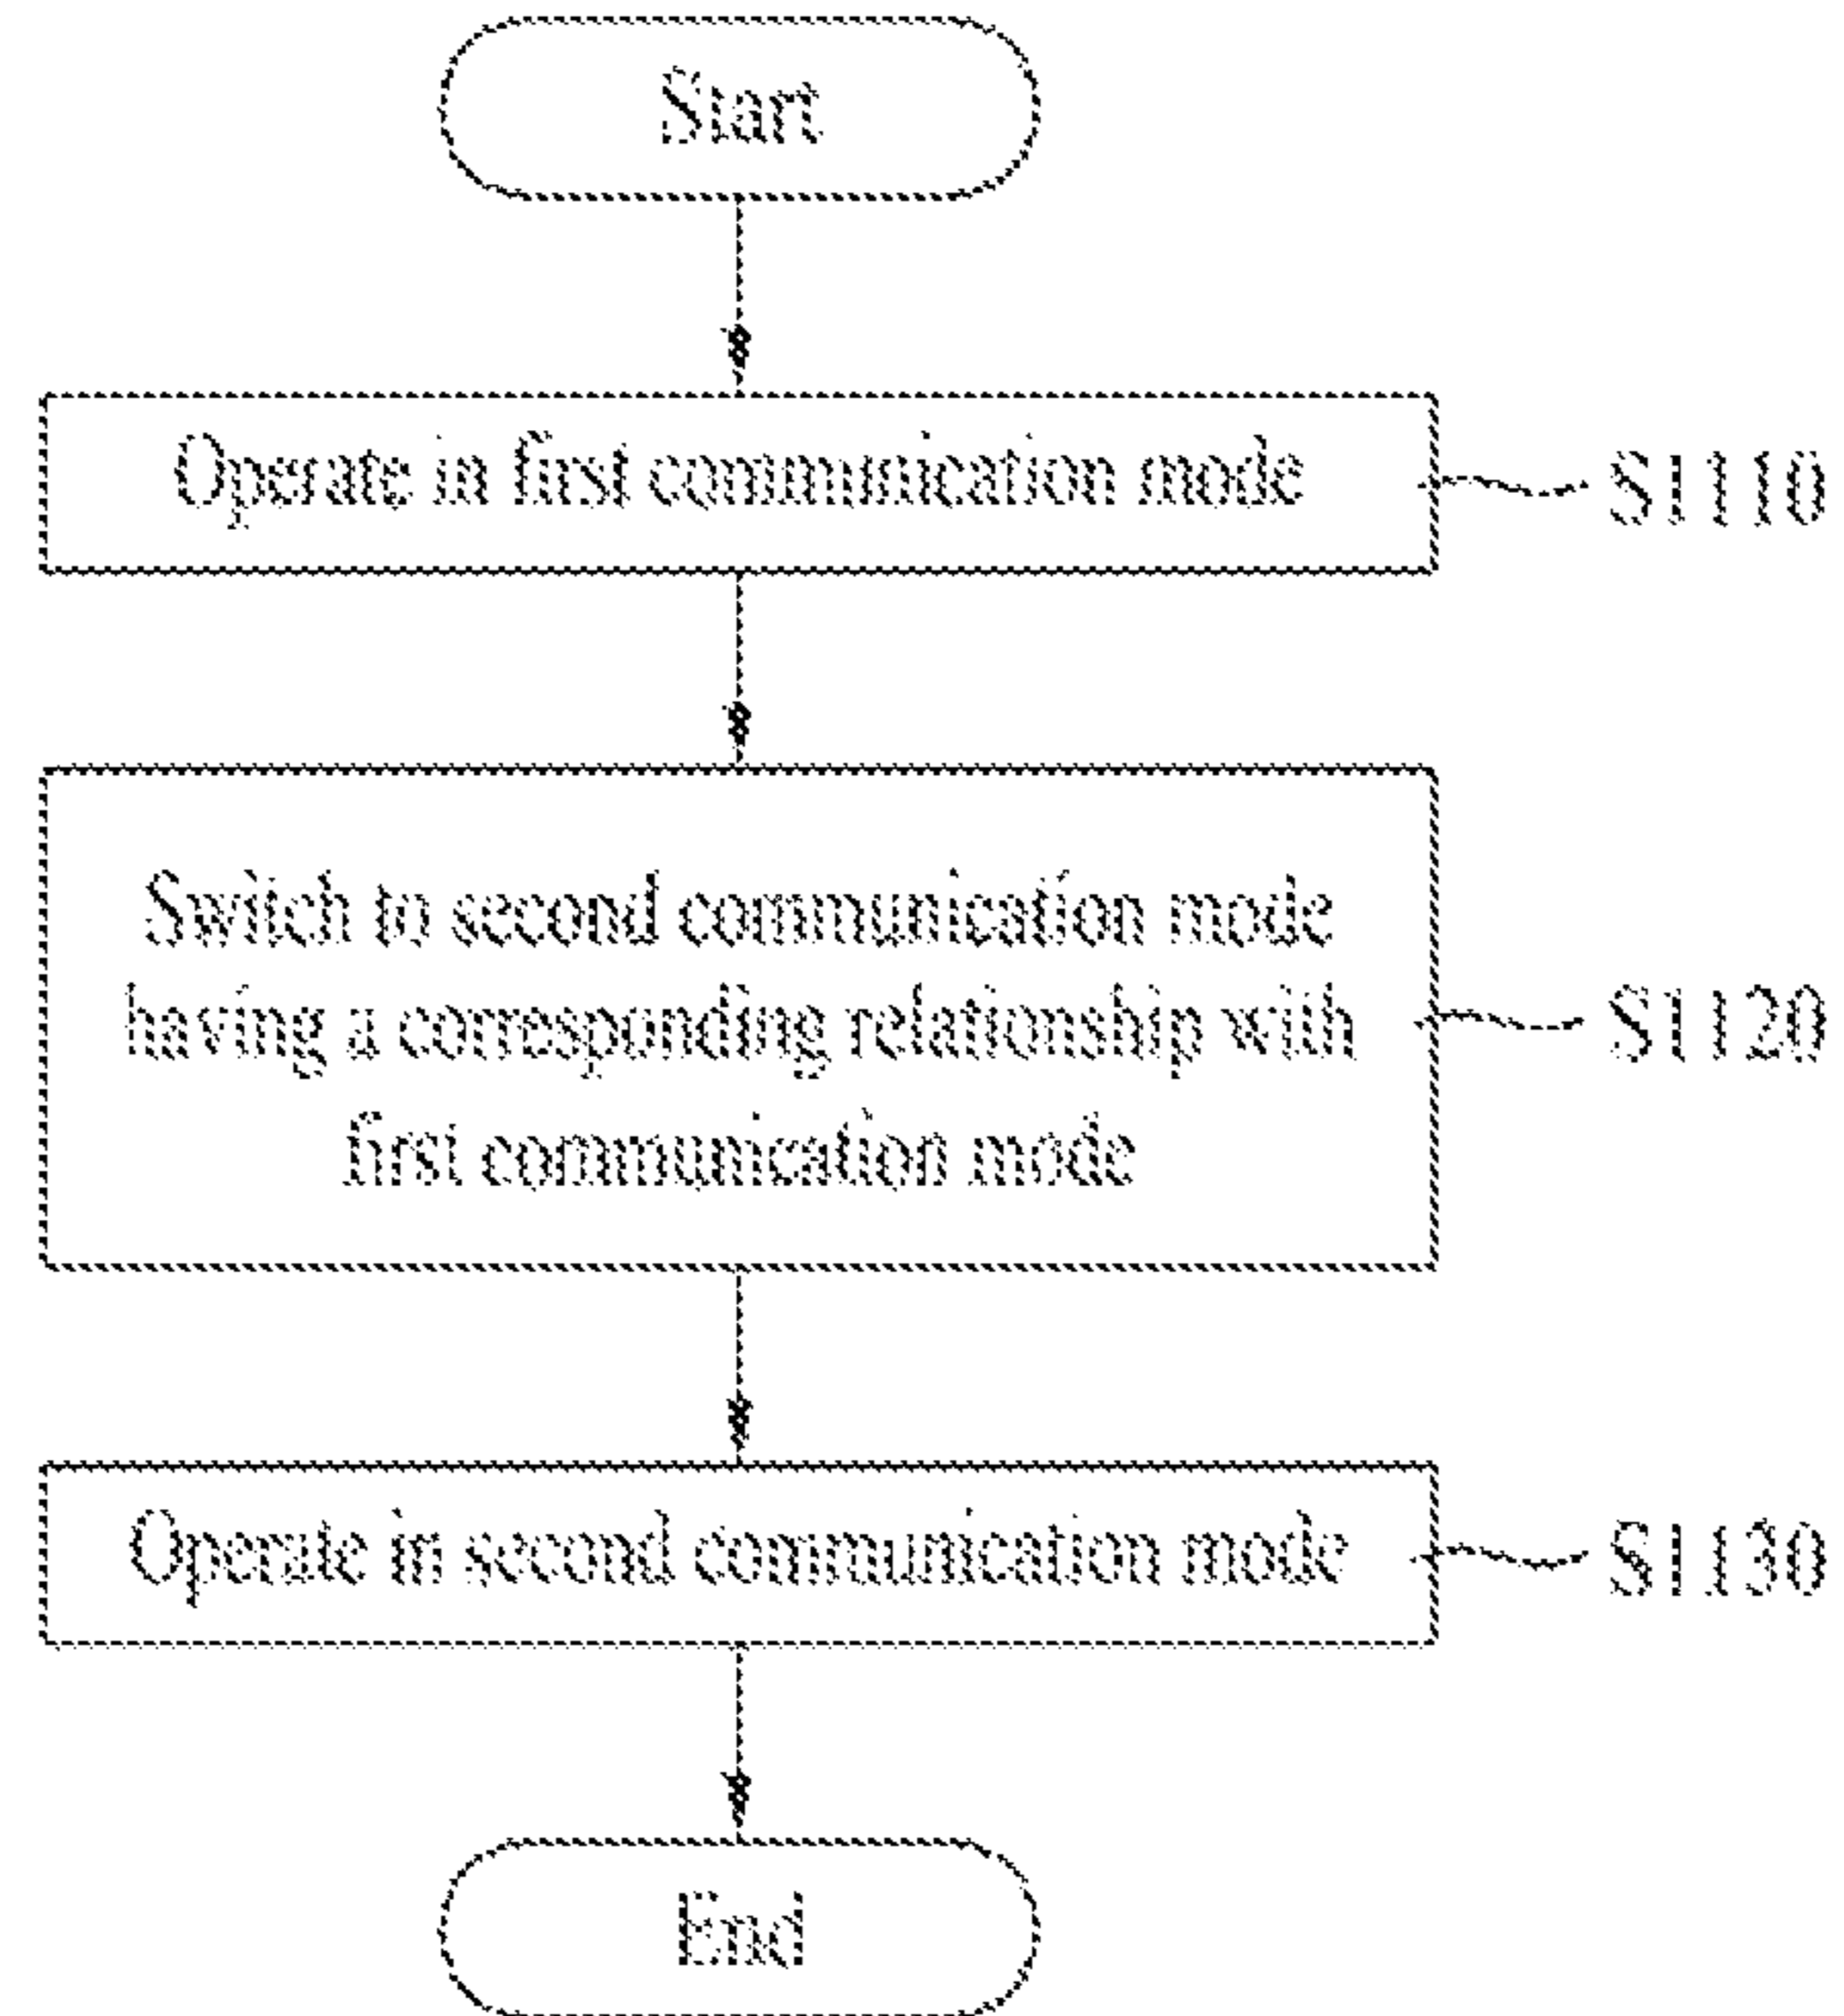 Start
Operate in first communication mode
S1110
Switch to second communication mode
having a corresponding relationship with
first communication mode
S1120
Operate in second communication mode
S1130
End